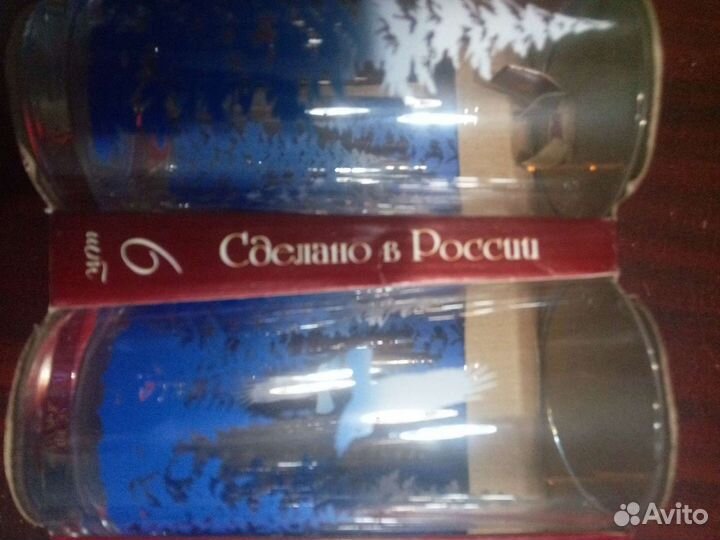 6 шт
Сделано в России
Avito